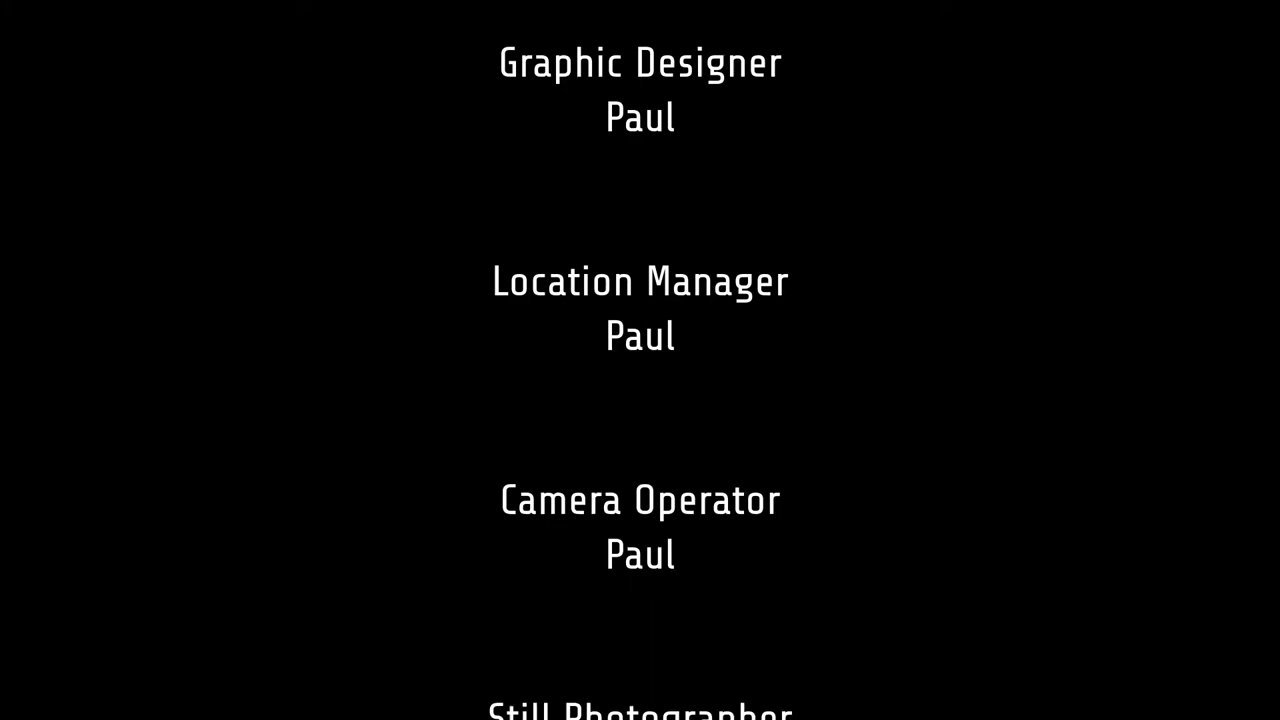 Graphic Designer
Paul
Location Manager
Paul
Camera Operator
Paul
Still Photographer